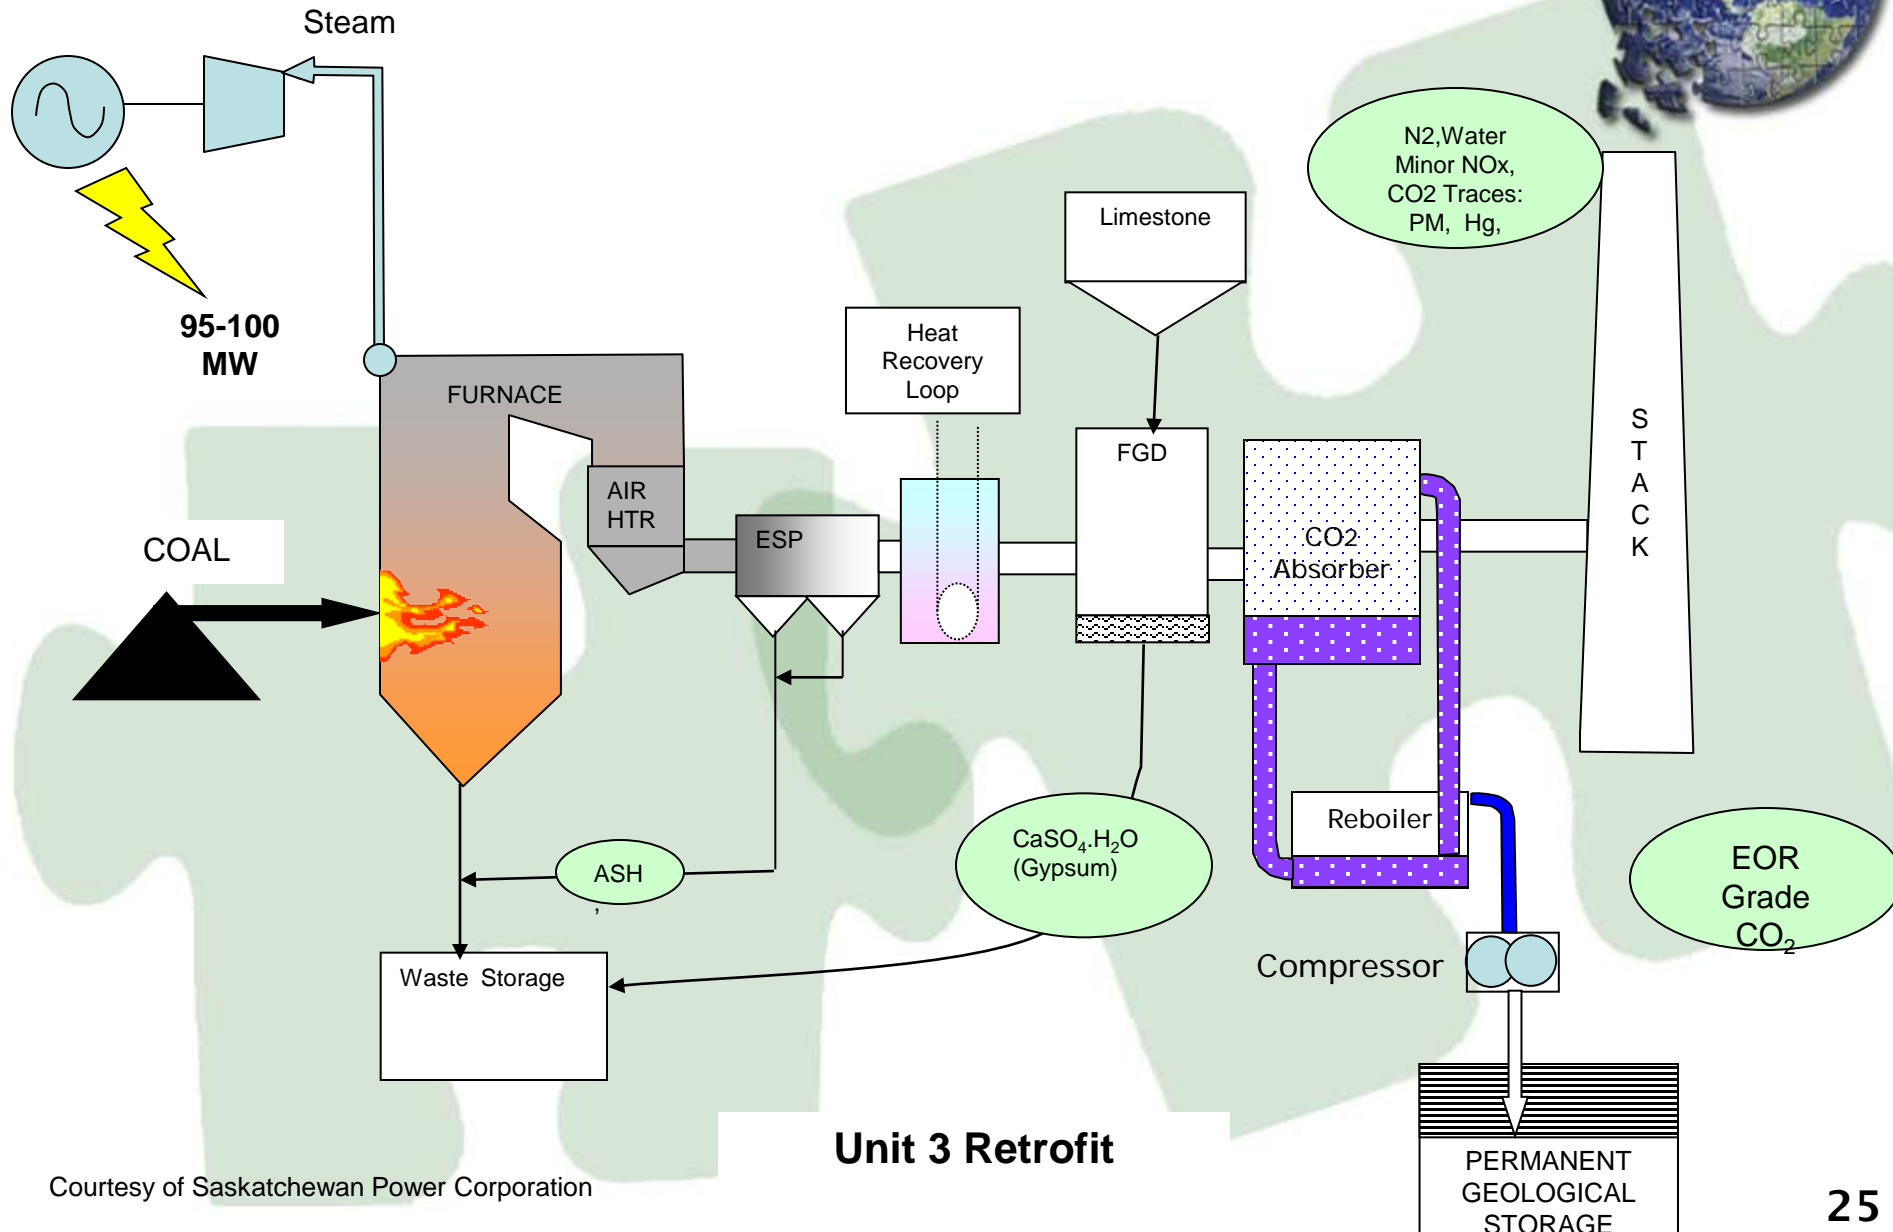 Steam
95-100
MW
N2,Water
Minor NOx,
CO2 Traces:
PM, Hg,
Limestone
Heat
Recovery
Loop
FURNACE
AIR
HTR
ESP
FGD
CO2
Absorber
S
T
A
C
K
COAL
Reboiler
CaSO₄.H₂O
(Gypsum)
ASH
,
EOR
Grade
CO₂
Compressor
Waste Storage
Unit 3 Retrofit
PERMANENT
GEOLOGICAL
STORAGE
Courtesy of Saskatchewan Power Corporation
25